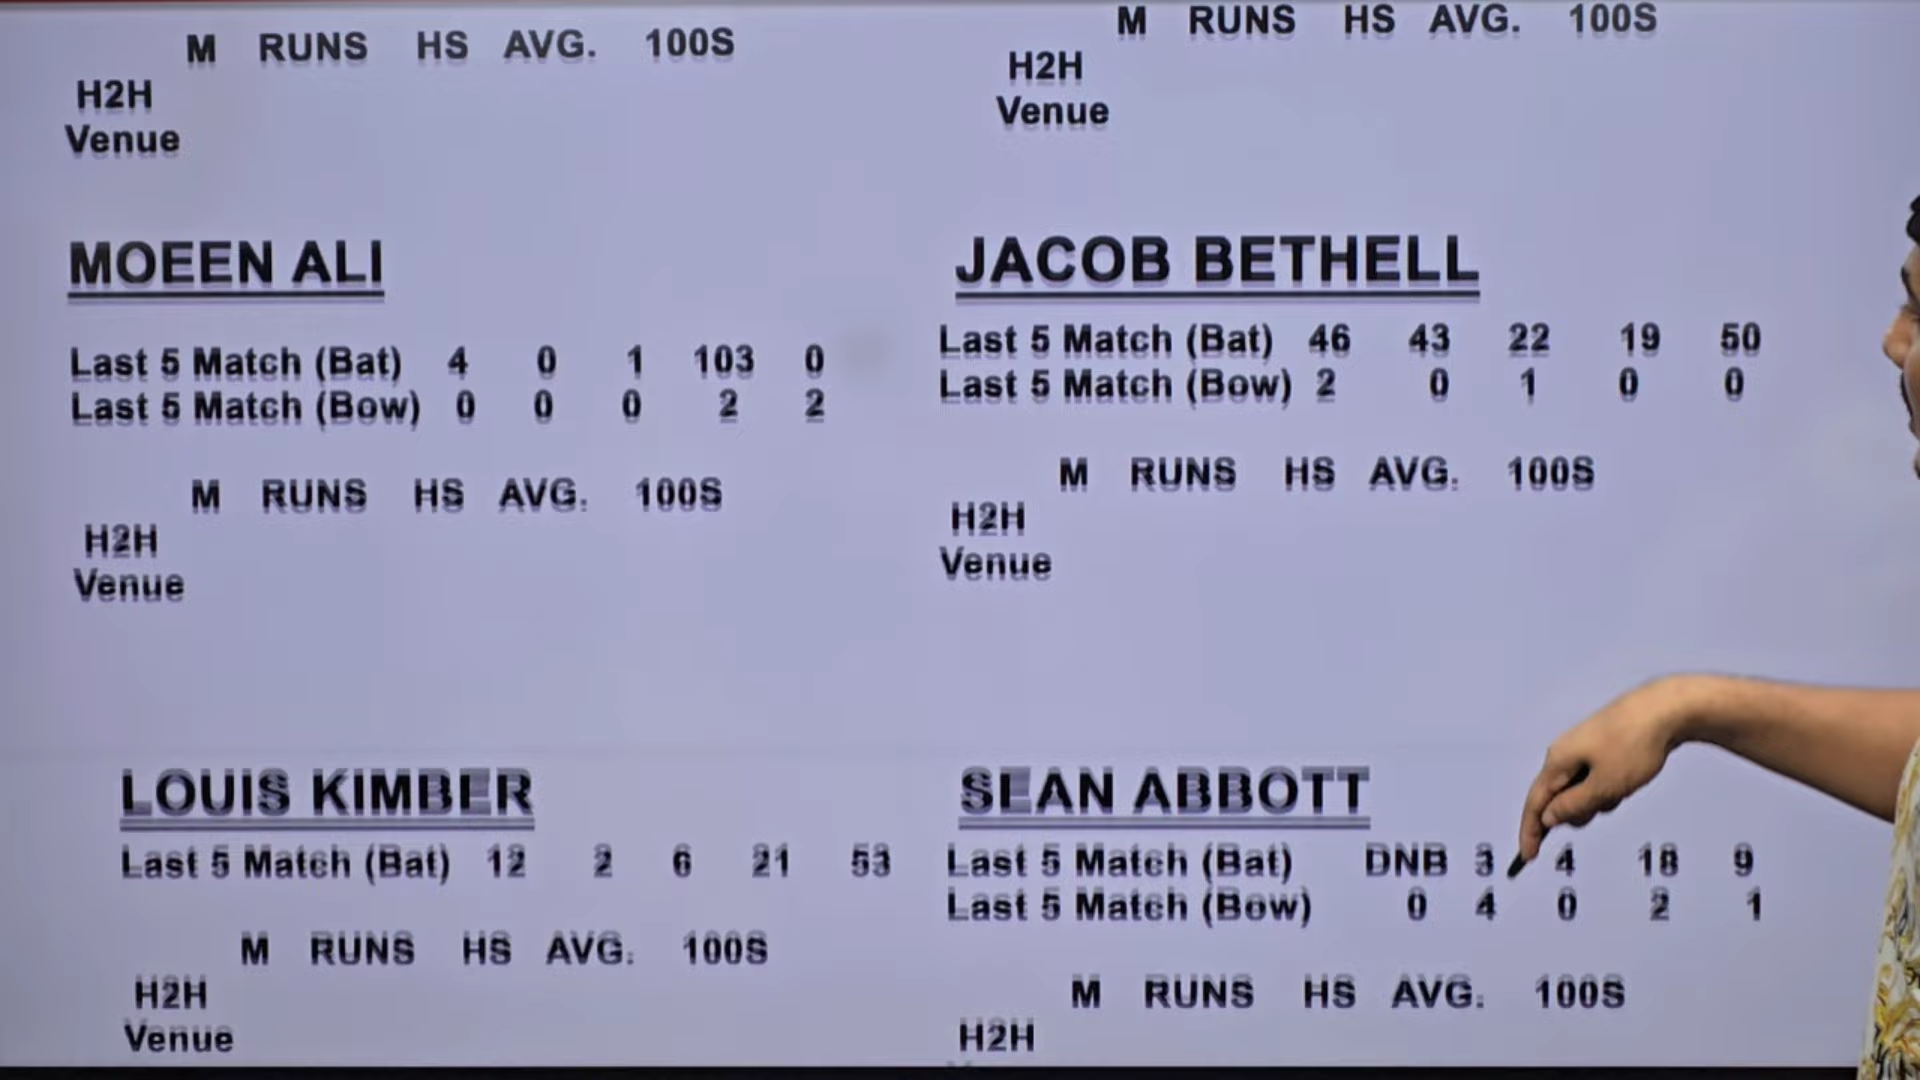 M RUNS HS AVG. 100S
H2H
Venue
M RUNS HS AVG. 100S
H2H
Venue
MOEEN ALI
Last 5 Match (Bat) 4 0 1 103 0
Last 5 Match (Bow) 0 0 0 2 2
M RUNS HS AVG. 100S
H2H
Venue
JACOB BETHELL
Last 5 Match (Bat) 46 43 22 19 50
Last 5 Match (Bow) 2 0 1 0 0
M RUNS HS AVG. 100S
H2H
Venue
LOUIS KIMBER
Last 5 Match (Bat) 12 2 6 21 53
M RUNS HS AVG. 100S
H2H
Venue
SEAN ABBOTT
Last 5 Match (Bat) DNB 3 4 18 9
Last 5 Match (Bow) 0 4 0 2 1
M RUNS HS AVG. 100S
H2H